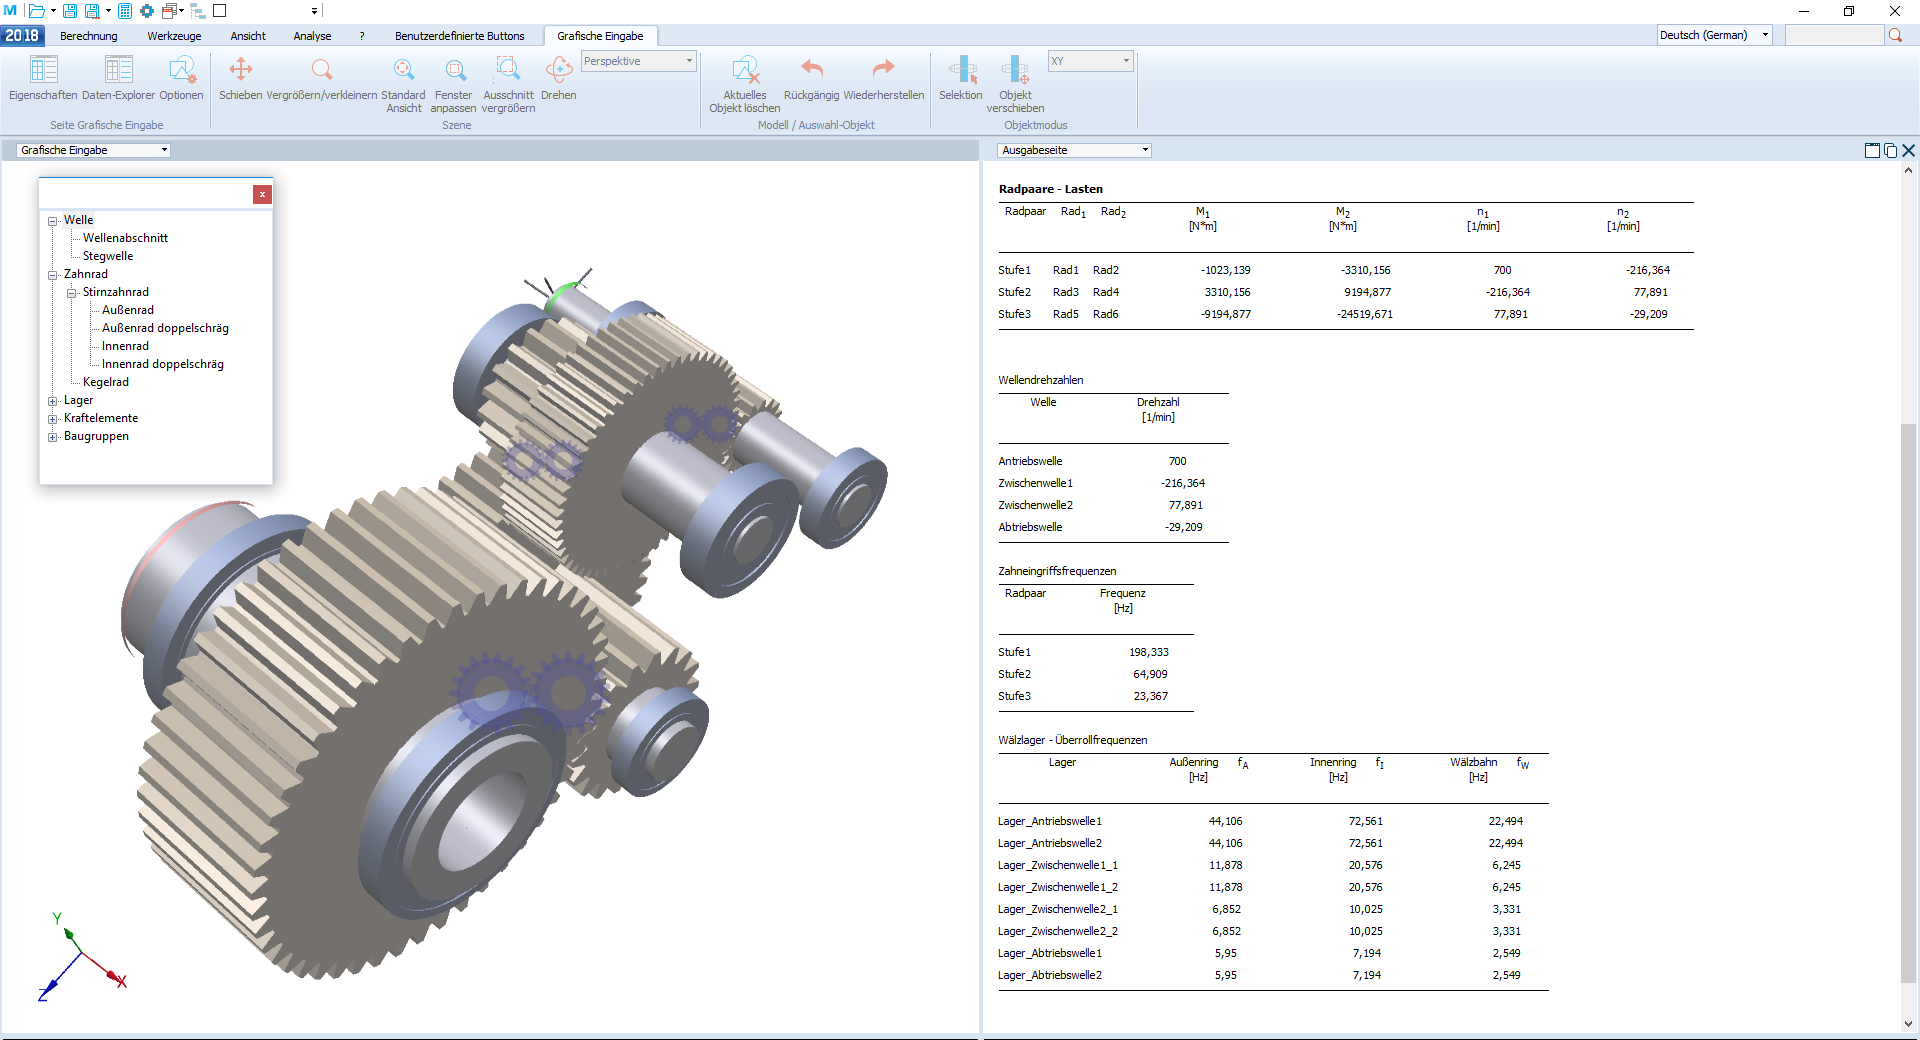 M
2018 Berechnung Werkzeuge Ansicht Analyse ? Benutzerdefinierte Buttons Grafische Eingabe Deutsch (German)
Eigenschaften Daten-Explorer Optionen
Seite Grafische Eingabe
Schieben Vergrößern/verkleinern Standard Ansicht Fenster anpassen Ausschnitt vergrößern Drehen Perspektive
Szene
Aktuelles Objekt löschen Rückgängig Wiederherstellen
Modell / Auswahl-Objekt
Selektion Objekt verschieben XY
Objektmodus
Grafische Eingabe
x
Welle
Wellenabschnitt
Stegwelle
Zahnrad
Stirnzahnrad
Außenrad
Außenrad doppelschräg
Innenrad
Innenrad doppelschräg
Kegelrad
Lager
Kraftelemente
Baugruppen
Y
X
Z
Ausgabeseite
Radpaare - Lasten
Radpaar Rad1 Rad2 M1 M2 n1 n2
[N*m] [N*m] [1/min] [1/min]
Stufe1 Rad1 Rad2 -1023,139 -3310,156 700 -216,364
Stufe2 Rad3 Rad4 3310,156 9194,877 -216,364 77,891
Stufe3 Rad5 Rad6 -9194,877 -24519,671 77,891 -29,209
Wellendrehzahlen
Welle Drehzahl
[1/min]
Antriebswelle 700
Zwischenwelle1 -216,364
Zwischenwelle2 77,891
Abtriebswelle -29,209
Zahneingriffsfrequenzen
Radpaar Frequenz
[Hz]
Stufe1 198,333
Stufe2 64,909
Stufe3 23,367
Wälzlager - Überrollfrequenzen
Lager Außenring fA Innenring fI Wälzbahn fW
[Hz] [Hz] [Hz]
Lager_Antriebswelle1 44,106 72,561 22,494
Lager_Antriebswelle2 44,106 72,561 22,494
Lager_Zwischenwelle1_1 11,878 20,576 6,245
Lager_Zwischenwelle1_2 11,878 20,576 6,245
Lager_Zwischenwelle2_1 6,852 10,025 3,331
Lager_Zwischenwelle2_2 6,852 10,025 3,331
Lager_Abtriebswelle1 5,95 7,194 2,549
Lager_Abtriebswelle2 5,95 7,194 2,549